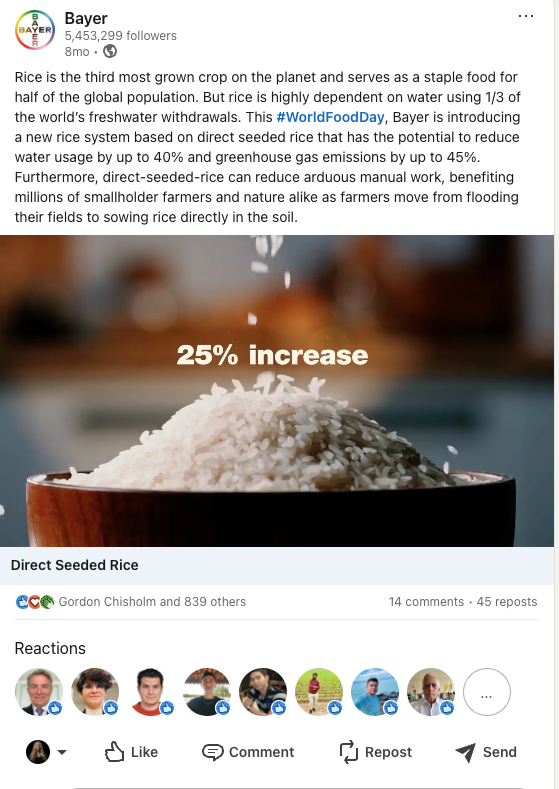 Bayer
5,453,299 followers
8mo •
BAYER
BAYER
Rice is the third most grown crop on the planet and serves as a staple food for
half of the global population. But rice is highly dependent on water using 1/3 of
the world's freshwater withdrawals. This #WorldFoodDay, Bayer is introducing
a new rice system based on direct seeded rice that has the potential to reduce
water usage by up to 40% and greenhouse gas emissions by up to 45%.
Furthermore, direct-seeded-rice can reduce arduous manual work, benefiting
millions of smallholder farmers and nature alike as farmers move from flooding
their fields to sowing rice directly in the soil.
25% increase
Direct Seeded Rice
Gordon Chisholm and 839 others 14 comments • 45 reposts
Reactions
...
Like Comment Repost Send